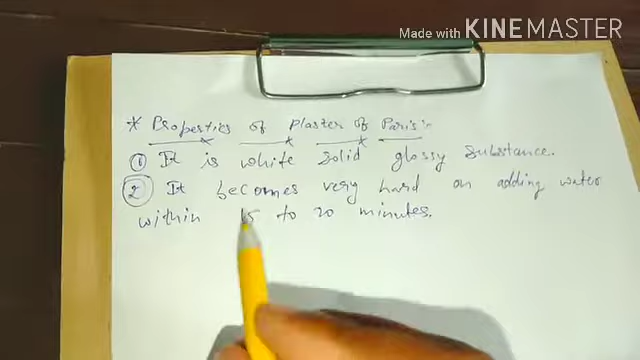 Made with KINEMASTER
* Properties of Plaster of Paris:-
① It is white solid glossy substance.
② It becomes very hard on adding water
within 15 to 20 minutes.